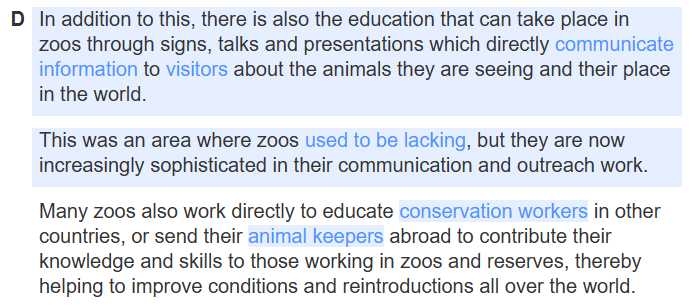 D In addition to this, there is also the education that can take place in
zoos through signs, talks and presentations which directly communicate
information to visitors about the animals they are seeing and their place
in the world.
This was an area where zoos used to be lacking, but they are now
increasingly sophisticated in their communication and outreach work.
Many zoos also work directly to educate conservation workers in other
countries, or send their animal keepers abroad to contribute their
knowledge and skills to those working in zoos and reserves, thereby
helping to improve conditions and reintroductions all over the world.